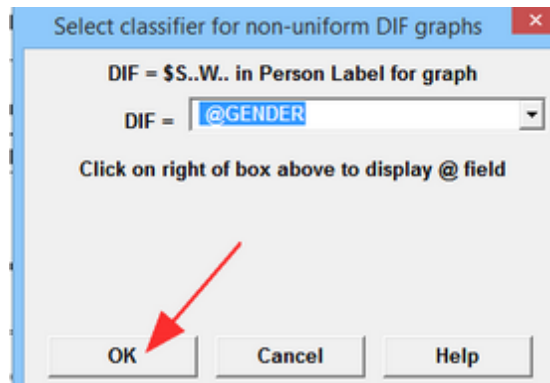 Select classifier for non-uniform DIF graphs
DIF = $S..W.. in Person Label for graph
DIF = @GENDER
Click on right of box above to display @ field
OK Cancel Help